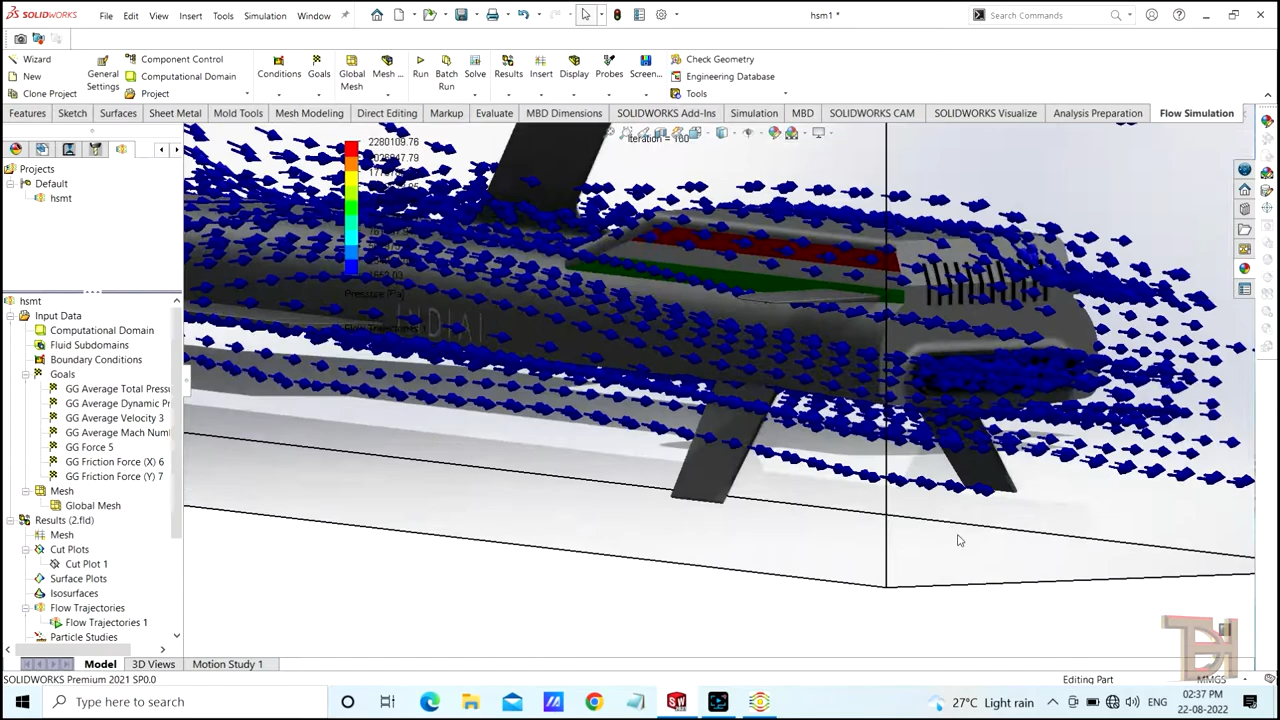 SOLIDWORKS File Edit View Insert Tools Simulation Window hsm1 * Search Commands
Wizard
New
Clone Project
General Settings
Component Control
Computational Domain
Project
Conditions
Goals
Global Mesh
Mesh ...
Run
Batch Run
Solve
Results
Insert
Display
Probes
Screen...
Check Geometry
Engineering Database
Tools
Features Sketch Surfaces Sheet Metal Mold Tools Mesh Modeling Direct Editing Markup Evaluate MBD Dimensions SOLIDWORKS Add-Ins Simulation MBD SOLIDWORKS CAM SOLIDWORKS Visualize Analysis Preparation Flow Simulation
Iteration = 160
2280109.76
Pressure [Pa]
Projects
Default
hsmt
hsmt
Input Data
Computational Domain
Fluid Subdomains
Boundary Conditions
Goals
GG Average Total Press
GG Average Dynamic Pr
GG Average Velocity 3
GG Average Mach Num
GG Force 5
GG Friction Force (X) 6
GG Friction Force (Y) 7
Mesh
Global Mesh
Results (2.fld)
Mesh
Cut Plots
Cut Plot 1
Surface Plots
Isosurfaces
Flow Trajectories
Flow Trajectories 1
Particle Studies
Model 3D Views Motion Study 1
SOLIDWORKS Premium 2021 SP0.0 Editing Part MMGS
Type here to search 27°C Light rain 02:37 PM
22-08-2022